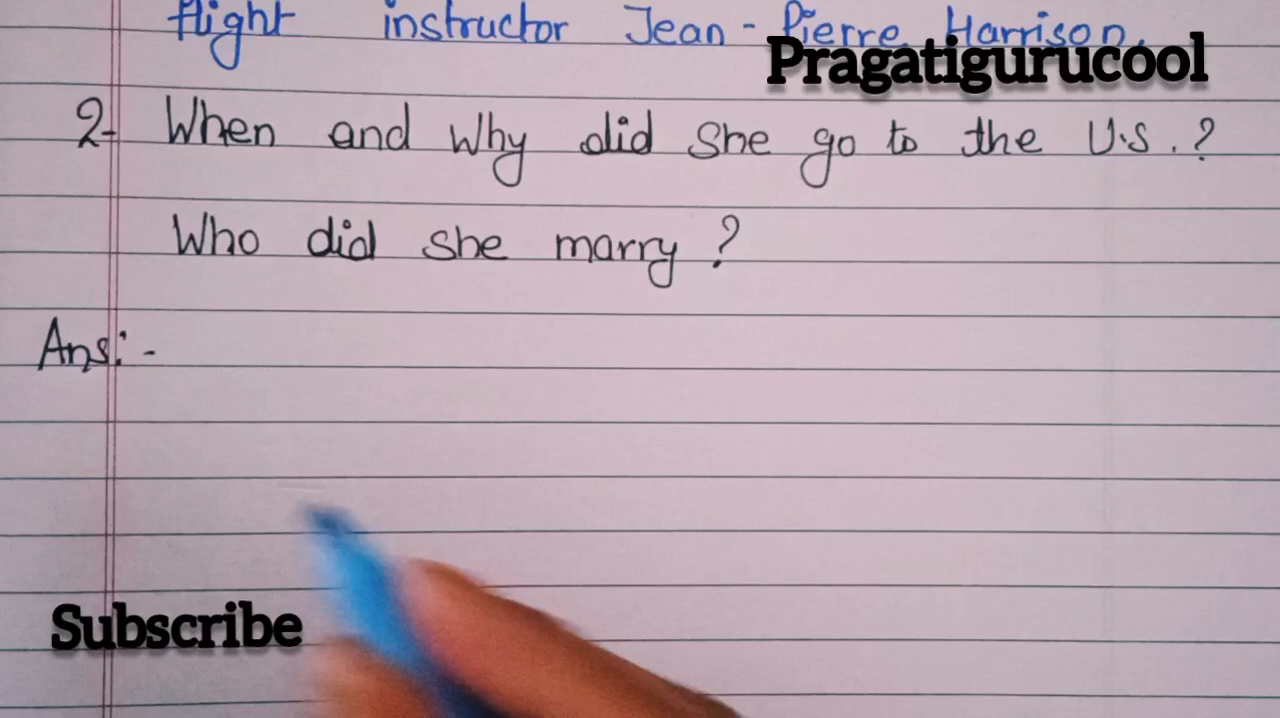 flight instructor Jean-Pierre Harrison.
Pragatigurucool
2- When and why did she go to the U.S.?
Who did she marry?
Ans:-
Subscribe